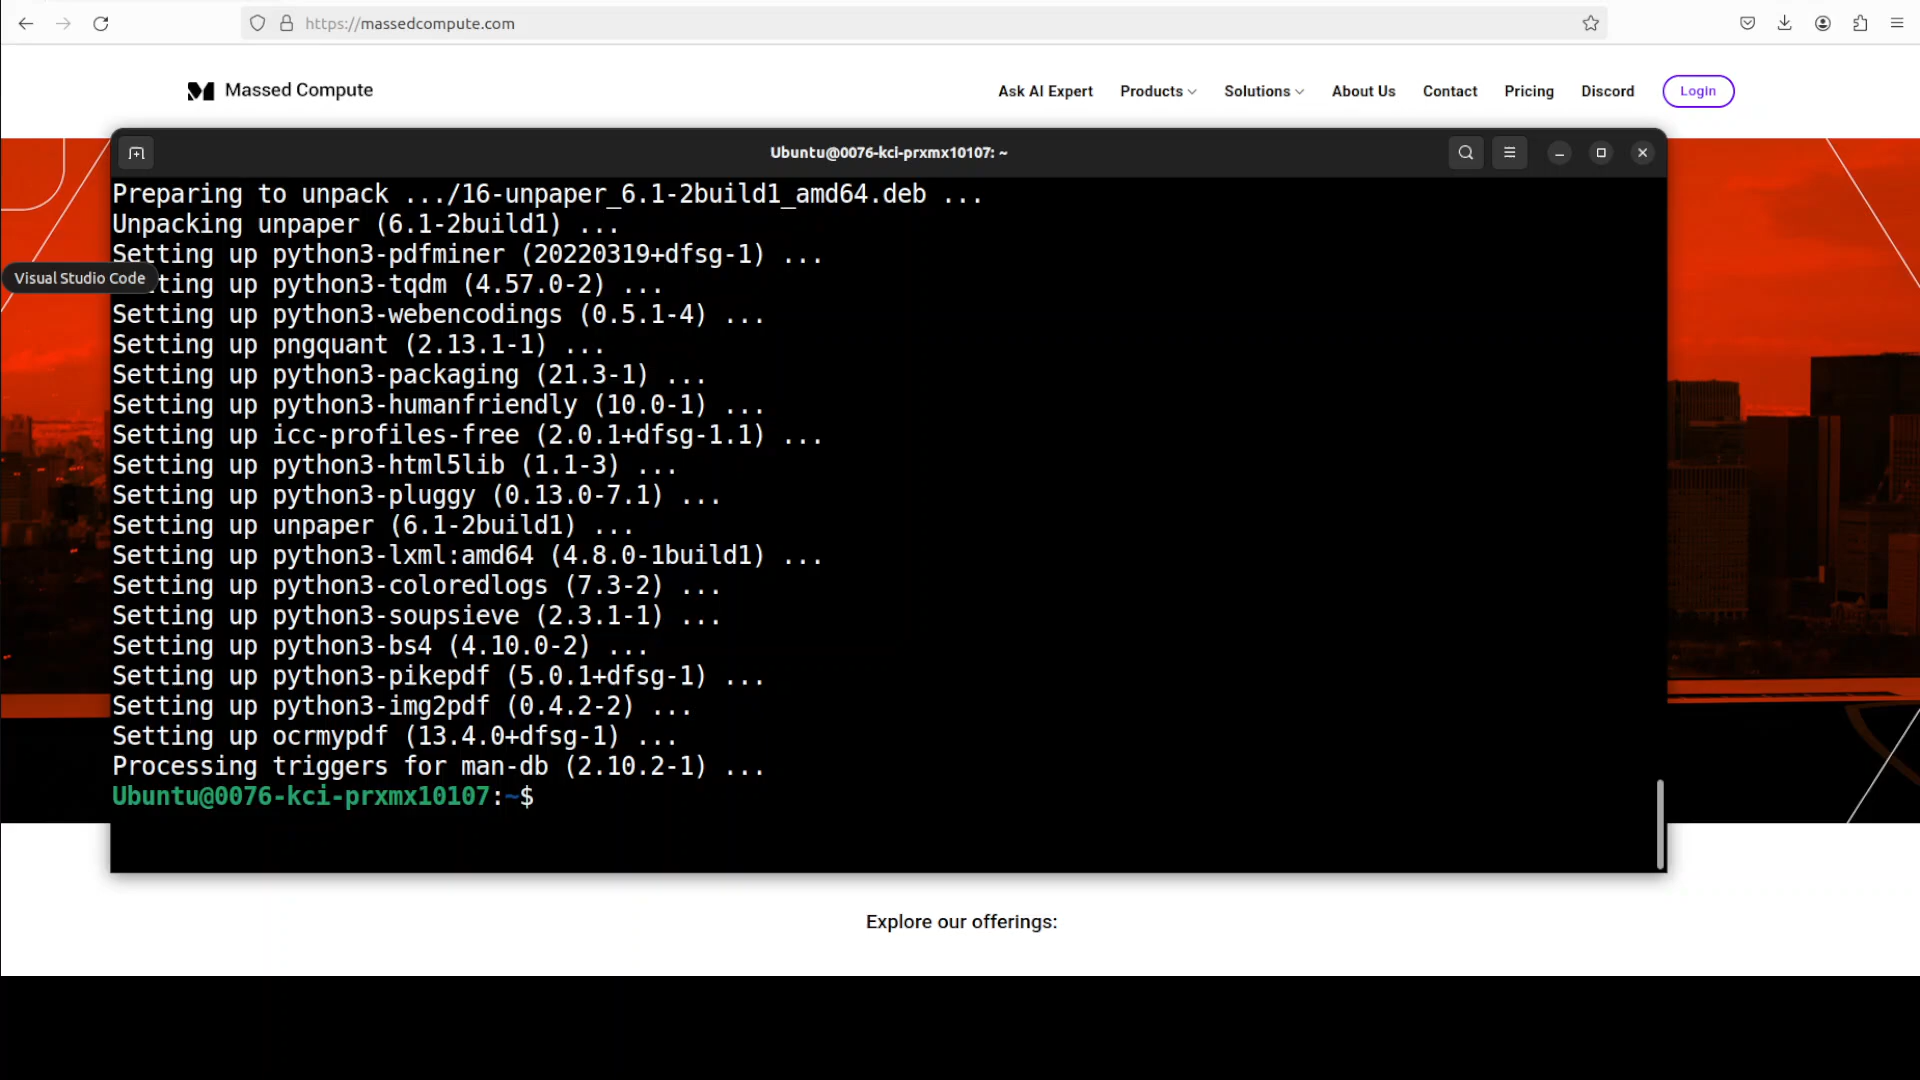 https://massedcompute.com
Massed Compute
Ask AI Expert
Products
Solutions
About Us
Contact
Pricing
Discord
Login
Ubuntu@0076-kci-prxmx10107: ~
Preparing to unpack .../16-unpaper_6.1-2build1_amd64.deb ...
Unpacking unpaper (6.1-2build1) ...
Setting up python3-pdfminer (20220319+dfsg-1) ...
Visual Studio Code
ting up python3-tqdm (4.57.0-2) ...
Setting up python3-webencodings (0.5.1-4) ...
Setting up pngquant (2.13.1-1) ...
Setting up python3-packaging (21.3-1) ...
Setting up python3-humanfriendly (10.0-1) ...
Setting up icc-profiles-free (2.0.1+dfsg-1.1) ...
Setting up python3-html5lib (1.1-3) ...
Setting up python3-pluggy (0.13.0-7.1) ...
Setting up unpaper (6.1-2build1) ...
Setting up python3-lxml:amd64 (4.8.0-1build1) ...
Setting up python3-coloredlogs (7.3-2) ...
Setting up python3-soupsieve (2.3.1-1) ...
Setting up python3-bs4 (4.10.0-2) ...
Setting up python3-pikepdf (5.0.1+dfsg-1) ...
Setting up python3-img2pdf (0.4.2-2) ...
Setting up ocrmypdf (13.4.0+dfsg-1) ...
Processing triggers for man-db (2.10.2-1) ...
Ubuntu@0076-kci-prxmx10107:~$
Explore our offerings: